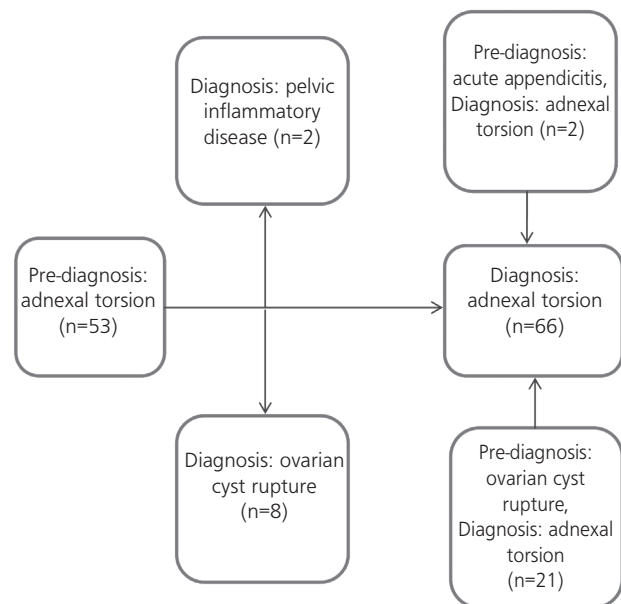 Diagnosis: pelvic
inflammatory
disease (n=2)
Pre-diagnosis:
acute appendicitis,
Diagnosis: adnexal
torsion (n=2)
Pre-diagnosis:
adnexal torsion
(n=53)
Diagnosis:
adnexal torsion
(n=66)
Diagnosis: ovarian
cyst rupture
(n=8)
Pre-diagnosis:
ovarian cyst
rupture,
Diagnosis: adnexal
torsion
(n=21)